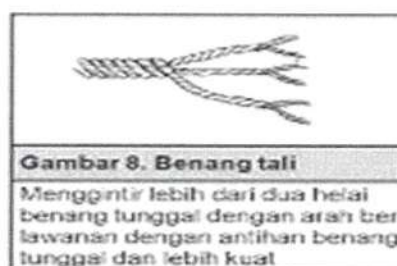 Gambar 8. Benang tali
Menggintir lebih dari dua helai
benang tunggal dengan arah ber
lawanan dengan antihan benang
tunggal dan lebih kuat